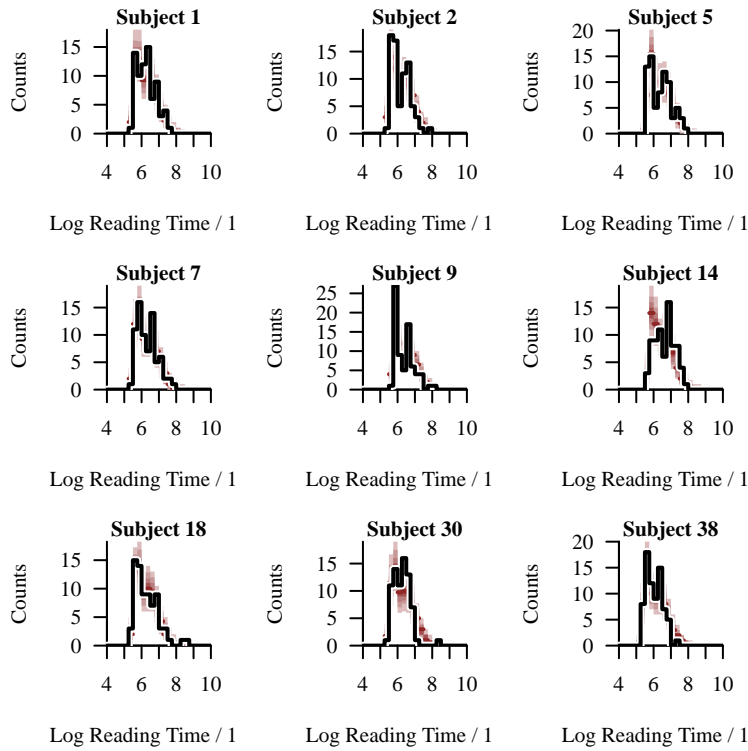 Subject 1
Counts
15
10
5
0
4 6 8 10
Log Reading Time / 1
Subject 2
Counts
15
10
5
0
4 6 8 10
Log Reading Time / 1
Subject 5
Counts
20
15
10
5
0
4 6 8 10
Log Reading Time / 1
Subject 7
Counts
15
10
5
0
4 6 8 10
Log Reading Time / 1
Subject 9
Counts
25
20
15
10
5
0
4 6 8 10
Log Reading Time / 1
Subject 14
Counts
15
10
5
0
4 6 8 10
Log Reading Time / 1
Subject 18
Counts
15
10
5
0
4 6 8 10
Log Reading Time / 1
Subject 30
Counts
15
10
5
0
4 6 8 10
Log Reading Time / 1
Subject 38
Counts
20
15
10
5
0
4 6 8 10
Log Reading Time / 1